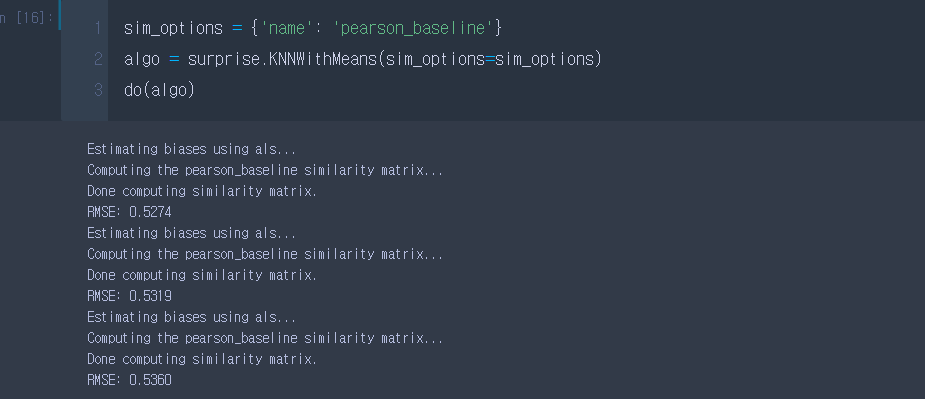 n [16]:
1 sim_options = {'name': 'pearson_baseline'}
2 algo = surprise.KNNWithMeans(sim_options=sim_options)
3 do(algo)
Estimating biases using als...
Computing the pearson_baseline similarity matrix...
Done computing similarity matrix.
RMSE: 0.5274
Estimating biases using als...
Computing the pearson_baseline similarity matrix...
Done computing similarity matrix.
RMSE: 0.5319
Estimating biases using als...
Computing the pearson_baseline similarity matrix...
Done computing similarity matrix.
RMSE: 0.5360